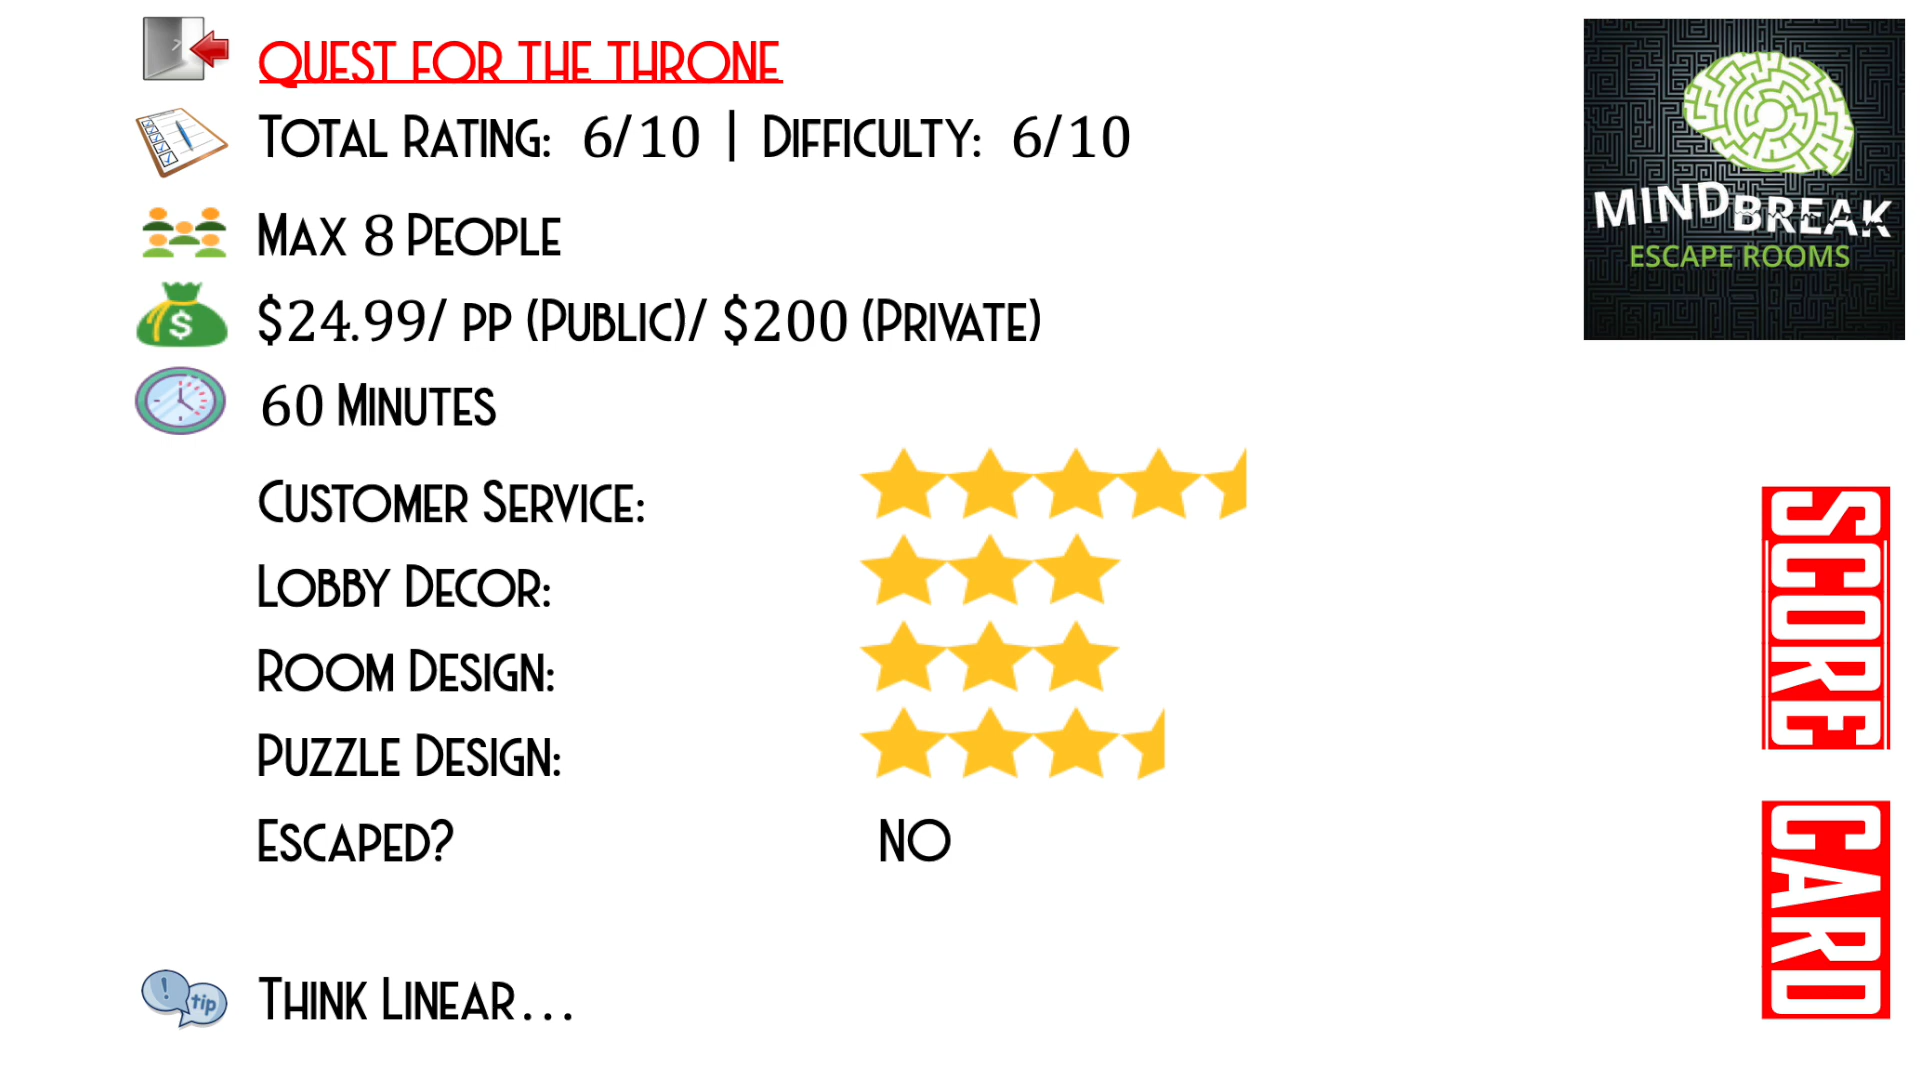 QUEST FOR THE THRONE
TOTAL RATING: 6/10 | DIFFICULTY: 6/10
MAX 8 PEOPLE
$24.99/ PP (PUBLIC)/ $200 (PRIVATE)
60 MINUTES
CUSTOMER SERVICE:
LOBBY DECOR:
ROOM DESIGN:
PUZZLE DESIGN:
ESCAPED? NO
! tip
THINK LINEAR...
MINDBREAK
ESCAPE ROOMS
SCORE CARD
$